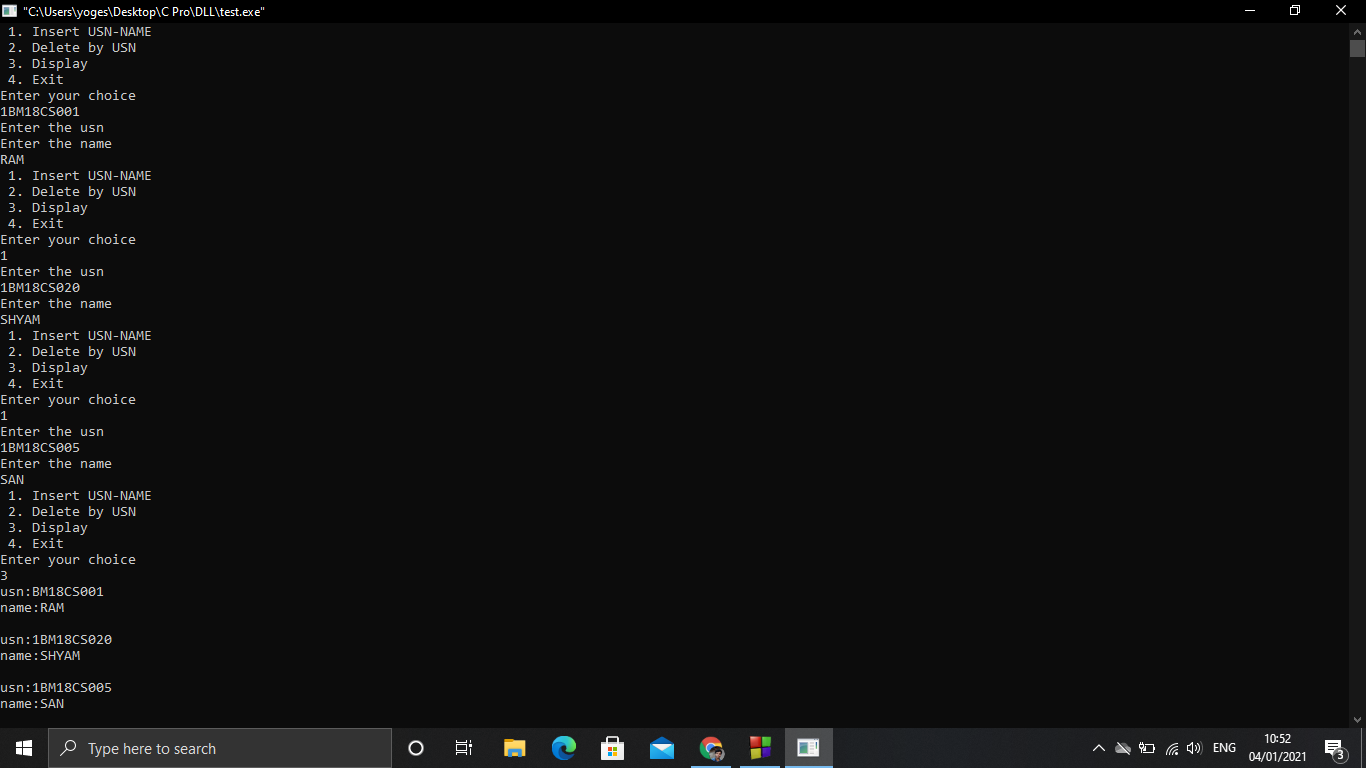 "C:\Users\yoges\Desktop\C Pro\DLL\test.exe"
1. Insert USN-NAME
2. Delete by USN
3. Display
4. Exit
Enter your choice
1BM18CS001
Enter the usn
Enter the name
RAM
1. Insert USN-NAME
2. Delete by USN
3. Display
4. Exit
Enter your choice
1
Enter the usn
1BM18CS020
Enter the name
SHYAM
1. Insert USN-NAME
2. Delete by USN
3. Display
4. Exit
Enter your choice
1
Enter the usn
1BM18CS005
Enter the name
SAN
1. Insert USN-NAME
2. Delete by USN
3. Display
4. Exit
Enter your choice
3
usn:BM18CS001
name:RAM
usn:1BM18CS020
name:SHYAM
usn:1BM18CS005
name:SAN
Type here to search
ENG
10:52
04/01/2021
3